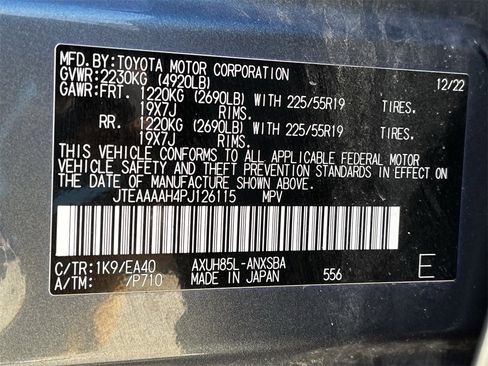 MFD.BY:TOYOTA MOTOR CORPORATION 12/22
GVWR:2230KG (4920LB)
GAWR:FRT. 1220KG (2690LB) WITH 225/55R19 TIRES.
19X7J RIMS.
RR. 1220KG (2690LB) WITH 225/55R19 TIRES.
19X7J RIMS.
THIS VEHICLE CONFORMS TO ALL APPLICABLE FEDERAL MOTOR
VEHICLE SAFETY AND THEFT PREVENTION STANDARDS IN EFFECT ON
THE DATE OF MANUFACTURE SHOWN ABOVE.
JTEAAAAH4PJ126115 MPV
C/TR:1K9/EA40 AXUH85L-ANXSBA
A/TM: /P710 MADE IN JAPAN 556 E